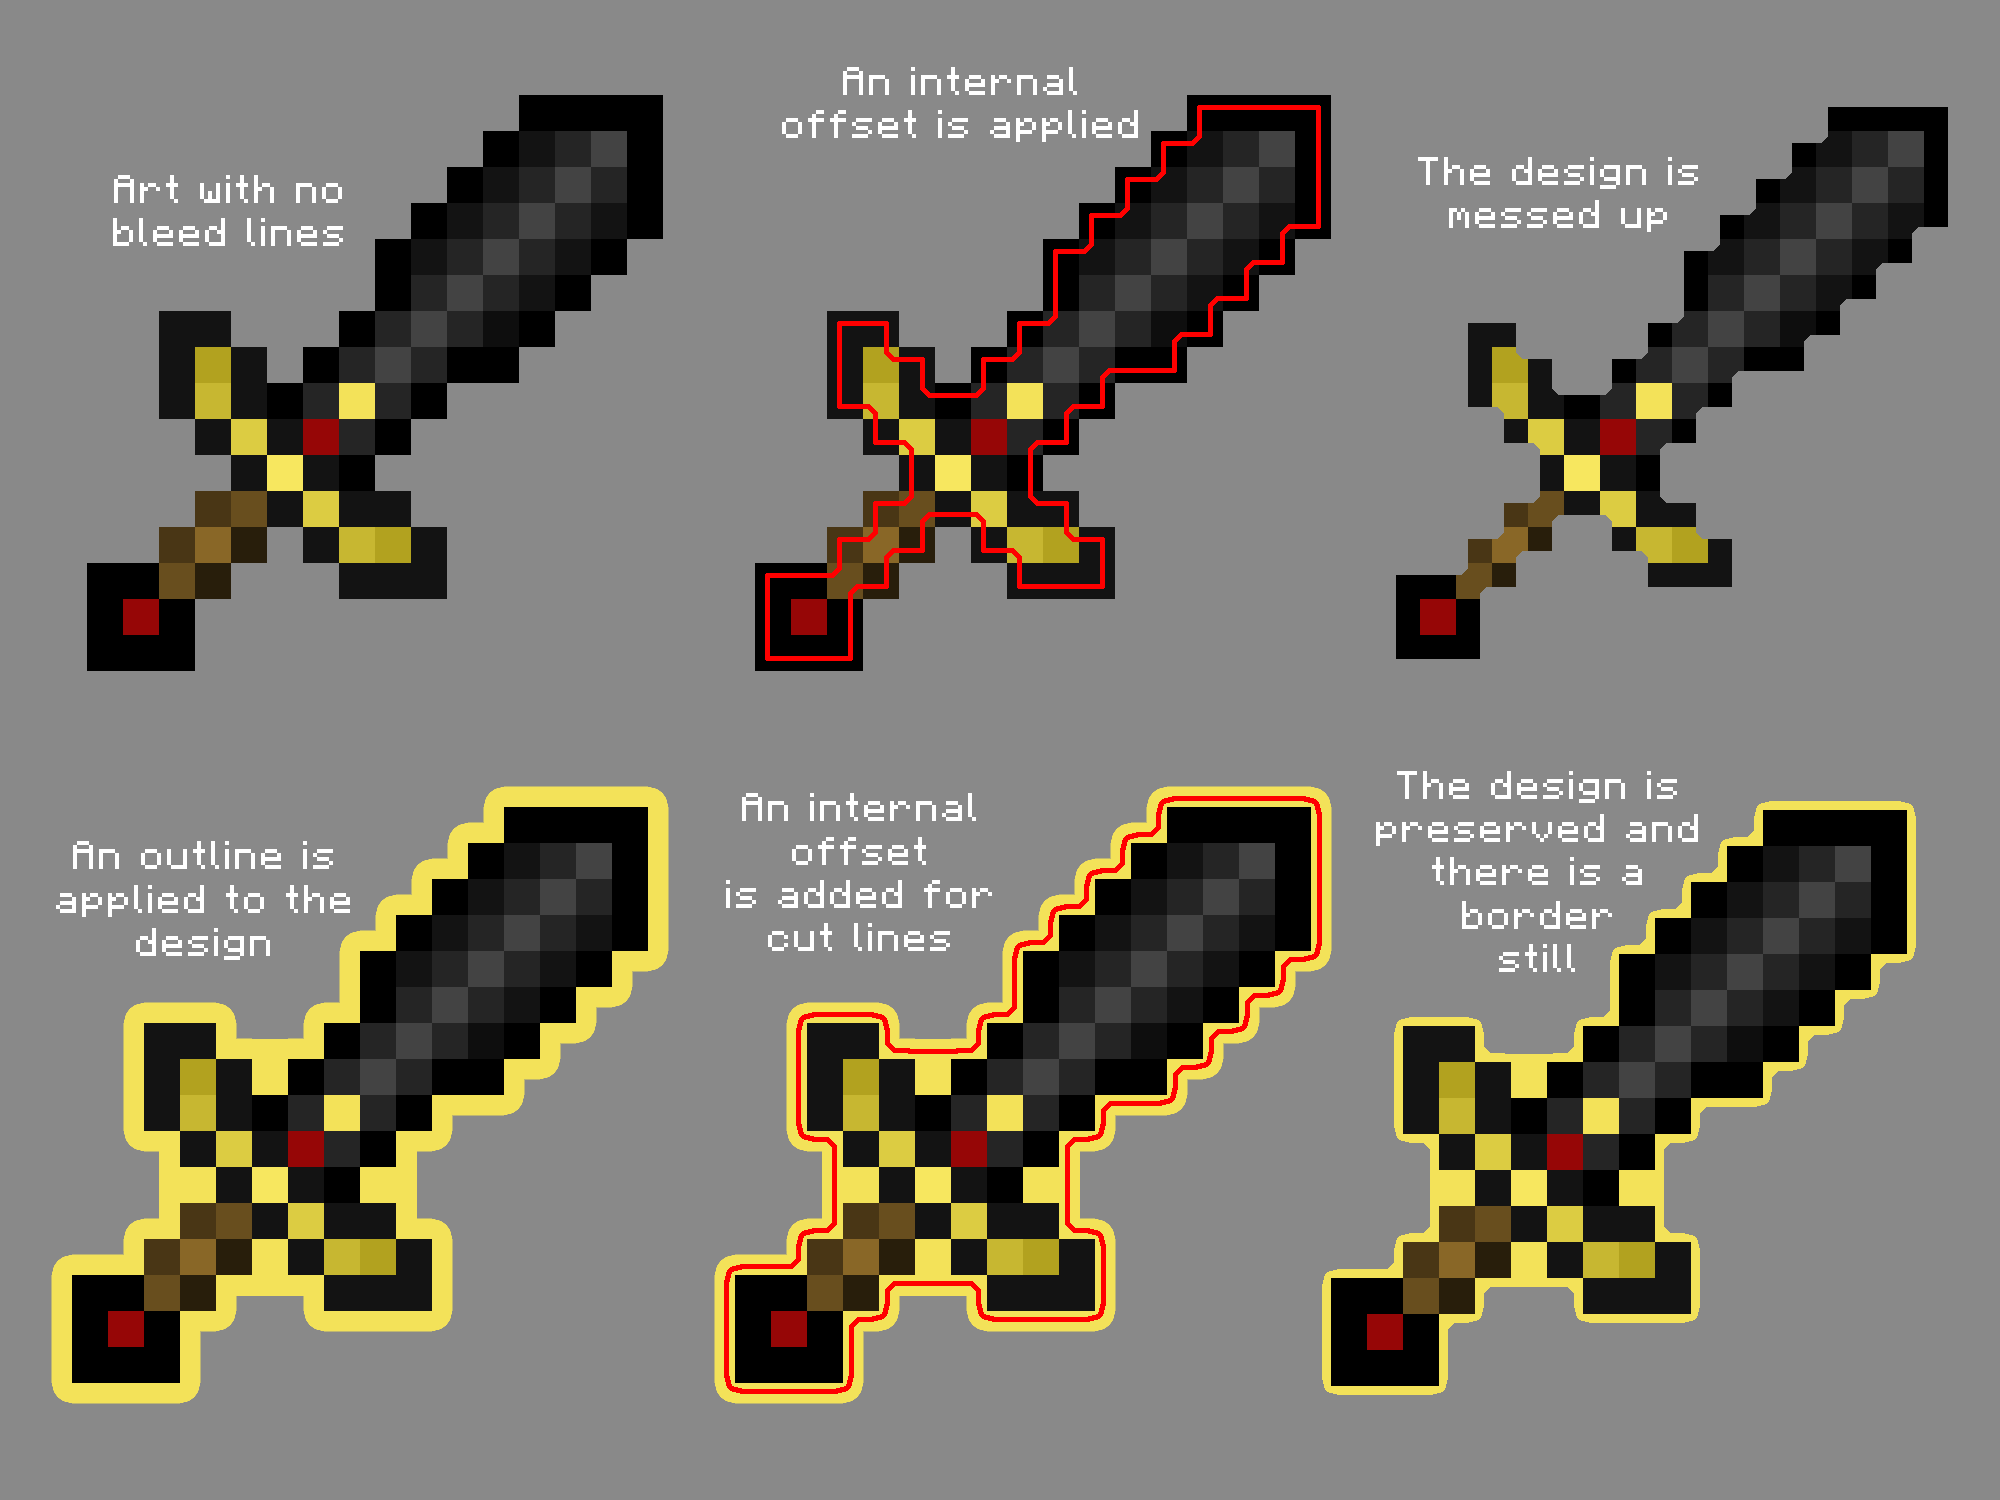 Art with no
bleed lines
An internal
offset is applied
The design is
messed up
An outline is
applied to the
design
An internal
offset
is added for
cut lines
The design is
preserved and
there is a
border
still